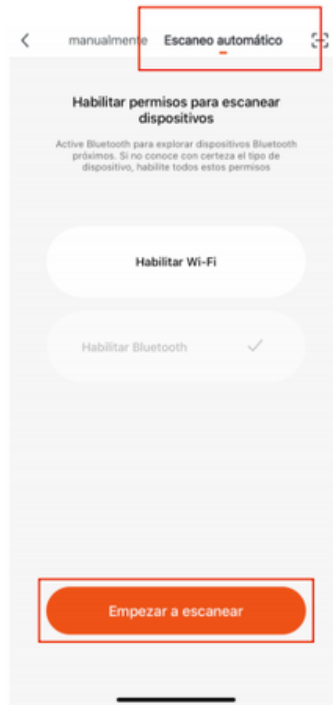 manualmente Escaneo automático
Habilitar permisos para escanear
dispositivos
Active Bluetooth para explorar dispositivos Bluetooth
próximos. Si no conoce con certeza el tipo de
dispositivo, habilite todos estos permisos
Habilitar Wi-Fi
Habilitar Bluetooth
Empezar a escanear